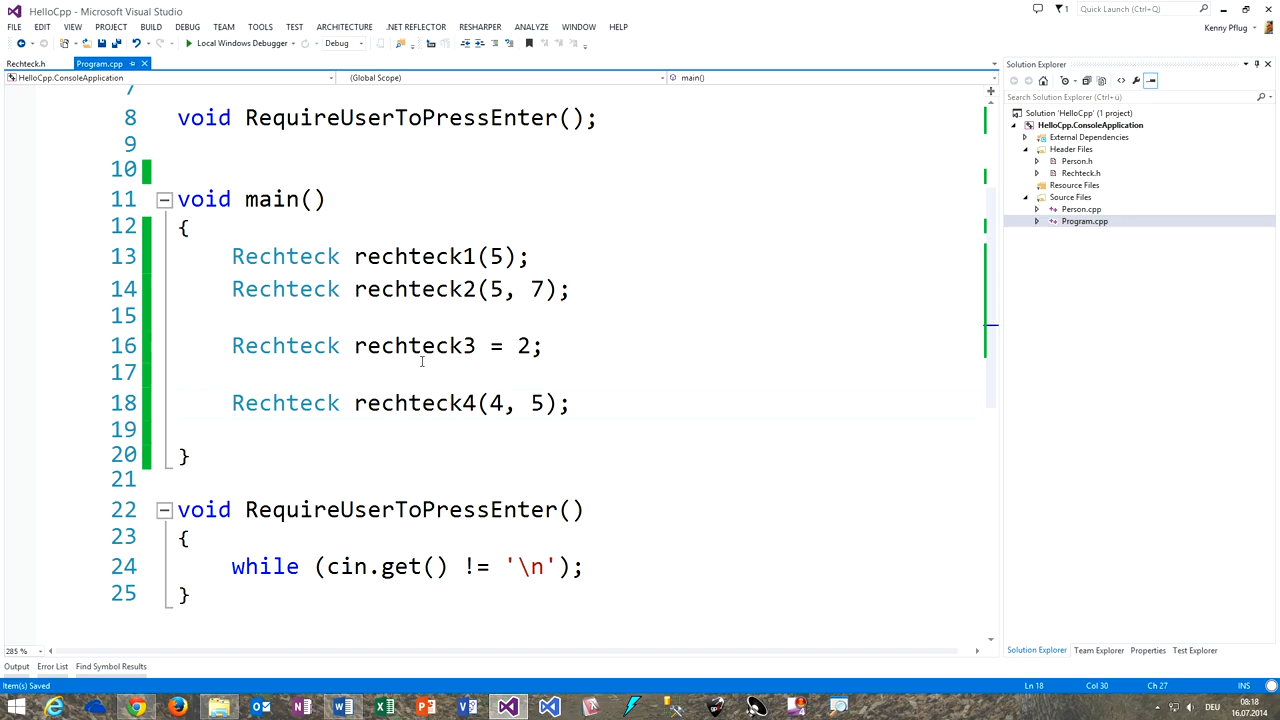 HelloCpp - Microsoft Visual Studio
Quick Launch (Ctrl+Q)
FILE EDIT VIEW PROJECT BUILD DEBUG TEAM TOOLS TEST ARCHITECTURE .NET REFLECTOR RESHARPER ANALYZE WINDOW HELP
Kenny Pflug
Local Windows Debugger Debug
Rechteck.h Program.cpp
Solution Explorer
HelloCpp.ConsoleApplication (Global Scope) main()
Search Solution Explorer (Ctrl+ü)
Solution 'HelloCpp' (1 project)
HelloCpp.ConsoleApplication
External Dependencies
Header Files
Person.h
Rechteck.h
Resource Files
Source Files
Person.cpp
Program.cpp
7
8 void RequireUserToPressEnter();
9
10
11 void main()
12 {
13 Rechteck rechteck1(5);
14 Rechteck rechteck2(5, 7);
15
16 Rechteck rechteck3 = 2;
17
18 Rechteck rechteck4(4, 5);
19
20 }
21
22 void RequireUserToPressEnter()
23 {
24 while (cin.get() != '\n');
25 }
285 %
Solution Explorer Team Explorer Properties Test Explorer
Output Error List Find Symbol Results
Item(s) Saved Ln 18 Col 30 Ch 27 INS
DEU 08:18
16.07.2014